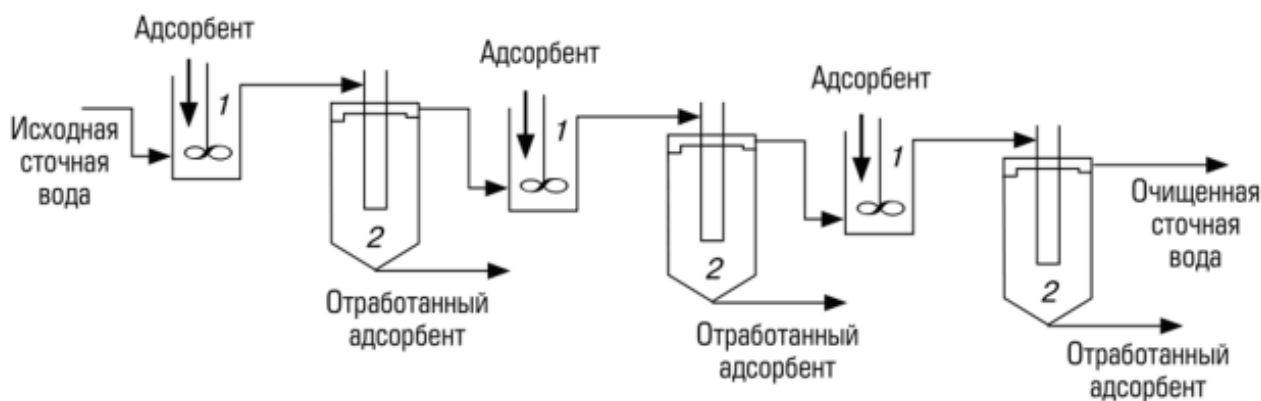 Адсорбент
Адсорбент
Адсорбент
1
1
1
Исходная
сточная
вода
2
2
2
Очищенная
сточная
вода
Отработанный
адсорбент
Отработанный
адсорбент
Отработанный
адсорбент